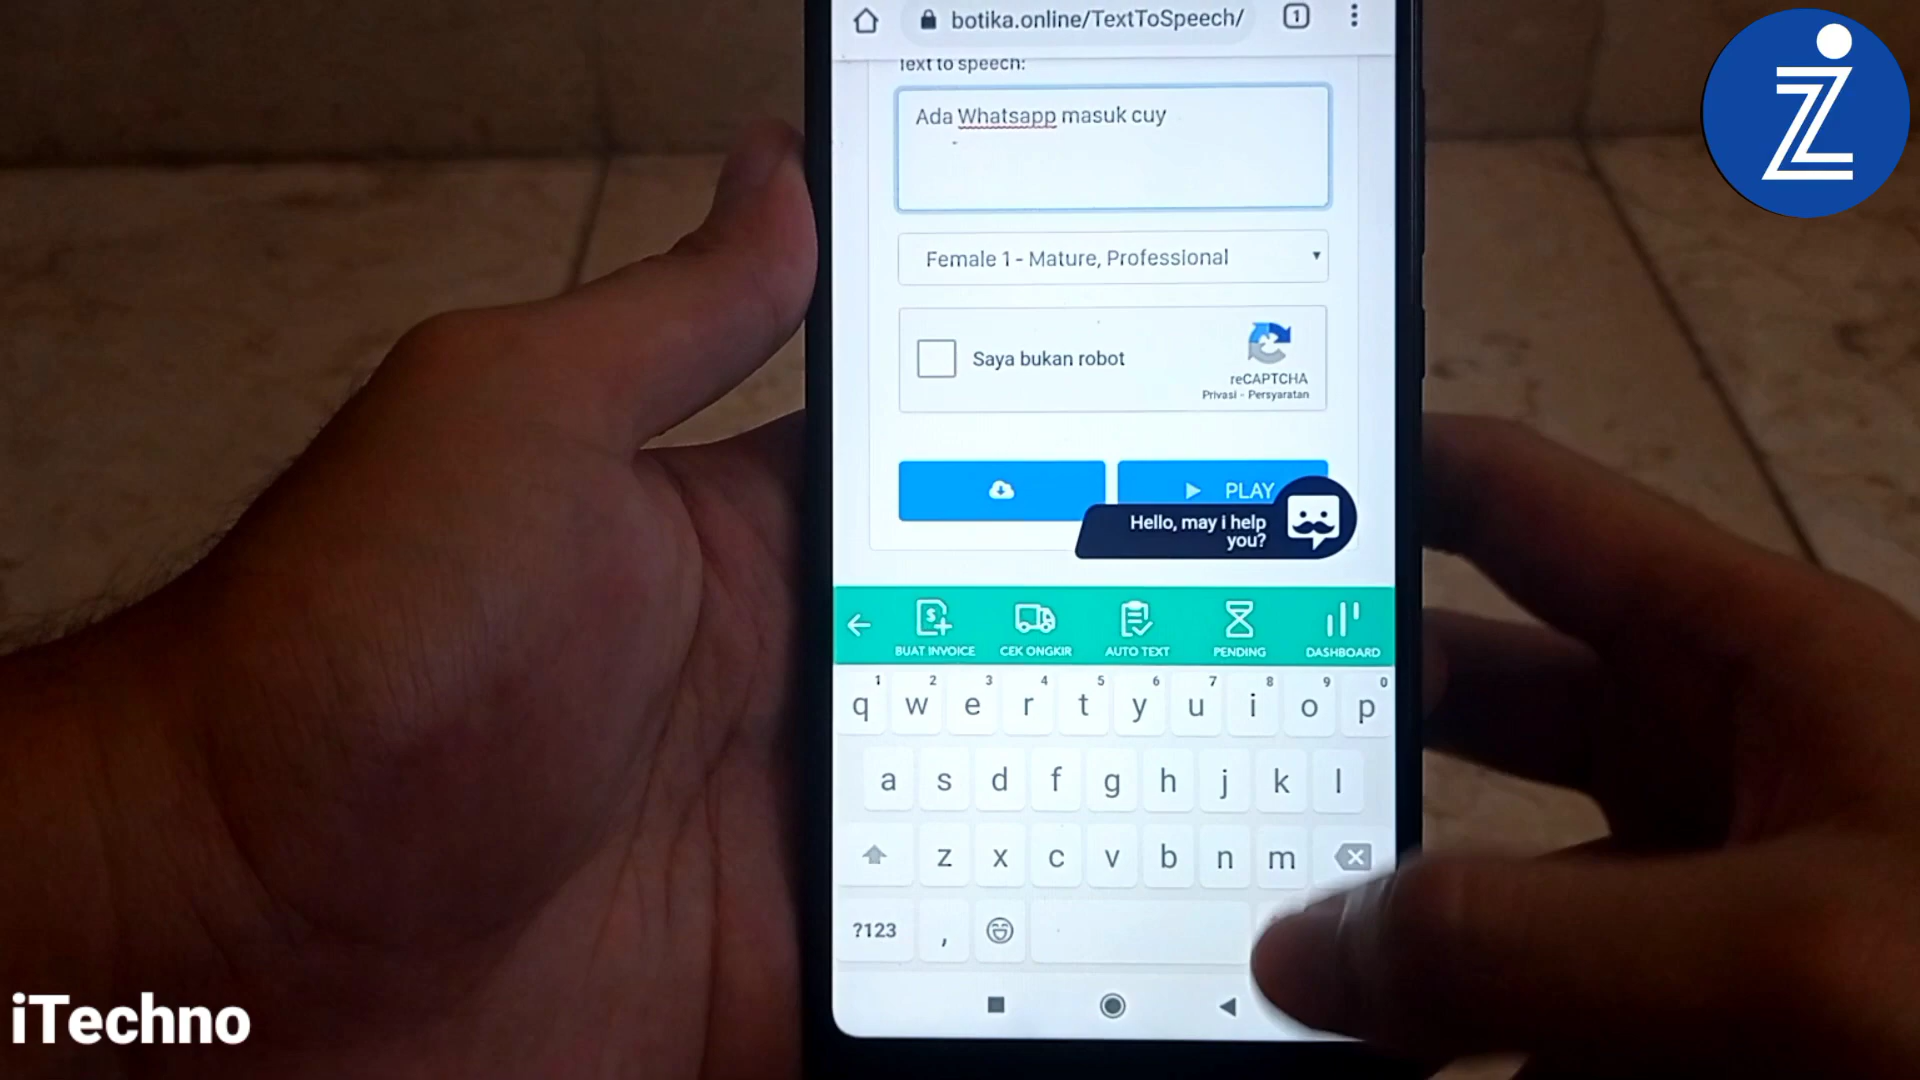 botika.online/TextToSpeech/
1
Text to speech:
Ada Whatsapp masuk cuy
Female 1 - Mature, Professional
Saya bukan robot
reCAPTCHA
Privasi - Persyaratan
PLAY
Hello, may i help
you?
BUAT INVOICE CEK ONGKIR AUTO TEXT PENDING DASHBOARD
1 2 3 4 5 6 7 8 9 0
q w e r t y u i o p
a s d f g h j k l
z x c v b n m
?123 ,
iTechno